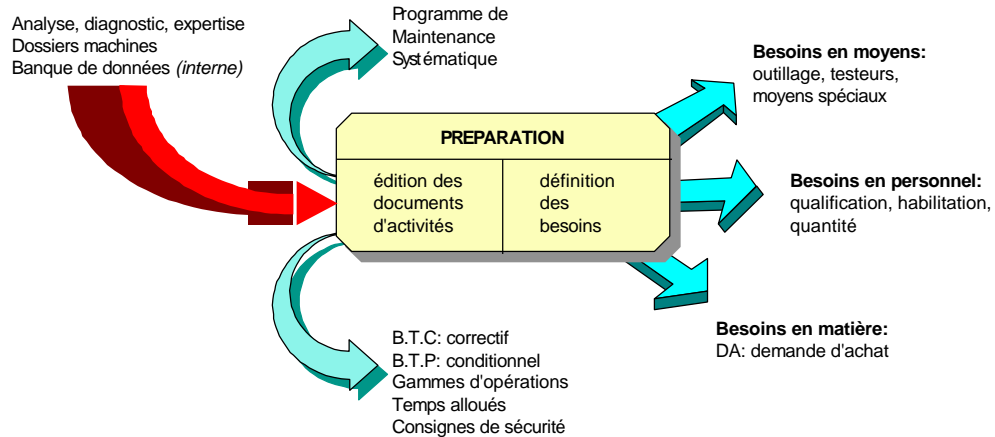 Analyse, diagnostic, expertise
Dossiers machines
Banque de données (interne)
Programme de
Maintenance
Systématique
Besoins en moyens:
outillage, testeurs,
moyens spéciaux
PREPARATION
édition des
documents
d'activités
définition
des
besoins
Besoins en personnel:
qualification, habilitation,
quantité
Besoins en matière:
DA: demande d'achat
B.T.C: correctif
B.T.P: conditionnel
Gammes d'opérations
Temps alloués
Consignes de sécurité